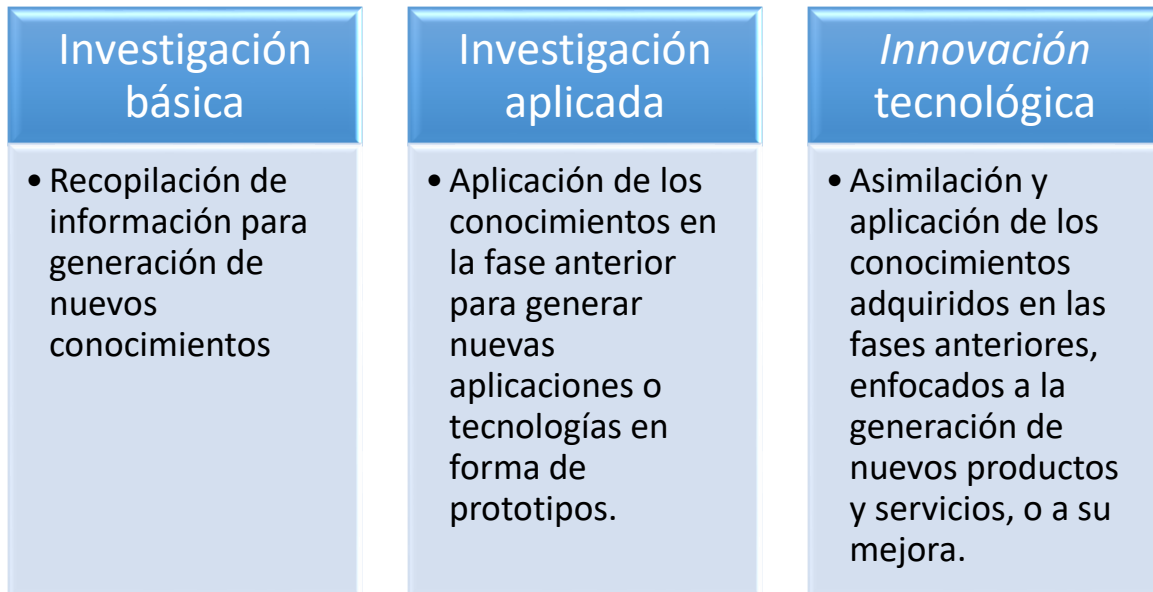 Investigación
básica
• Recopilación de
información para
generación de
nuevos
conocimientos
Investigación
aplicada
• Aplicación de los
conocimientos en
la fase anterior
para generar
nuevas
aplicaciones o
tecnologías en
forma de
prototipos.
Innovación
tecnológica
• Asimilación y
aplicación de los
conocimientos
adquiridos en las
fases anteriores,
enfocados a la
generación de
nuevos productos
y servicios, o a su
mejora.